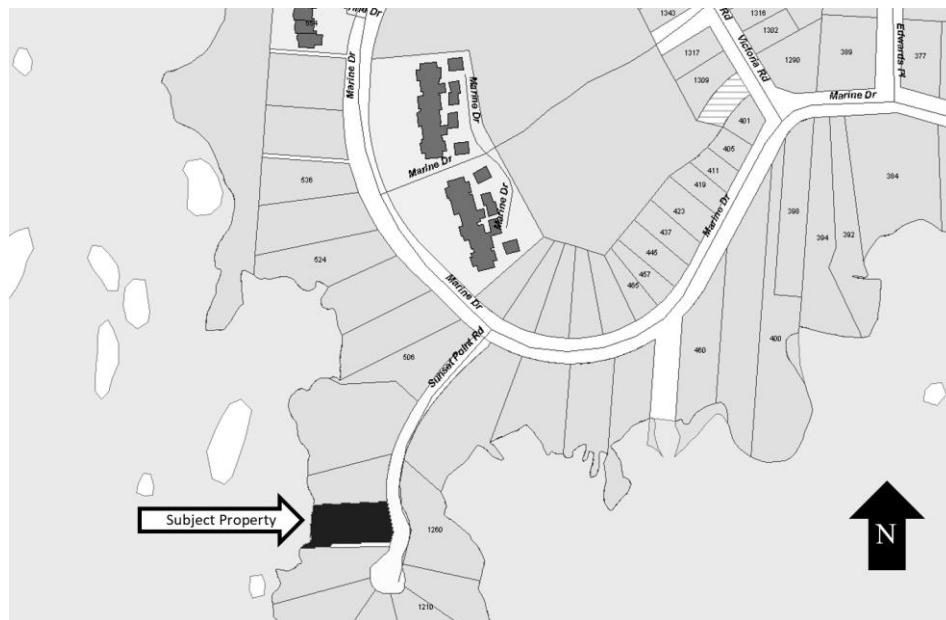 554
Marine Dr
1343
Rd
1316
1302
1317
1309
Victoria Rd
1290
389
Edwards Pl
377
Marine Dr
Marine Dr
Marine Dr
401
405
411
419
423
437
445
457
465
Marine Dr
Marine Dr
536
Marine Dr
384
398
394
392
524
Marine Dr
Sunset Point Rd
506
460
400
Subject Property
1260
1210
N